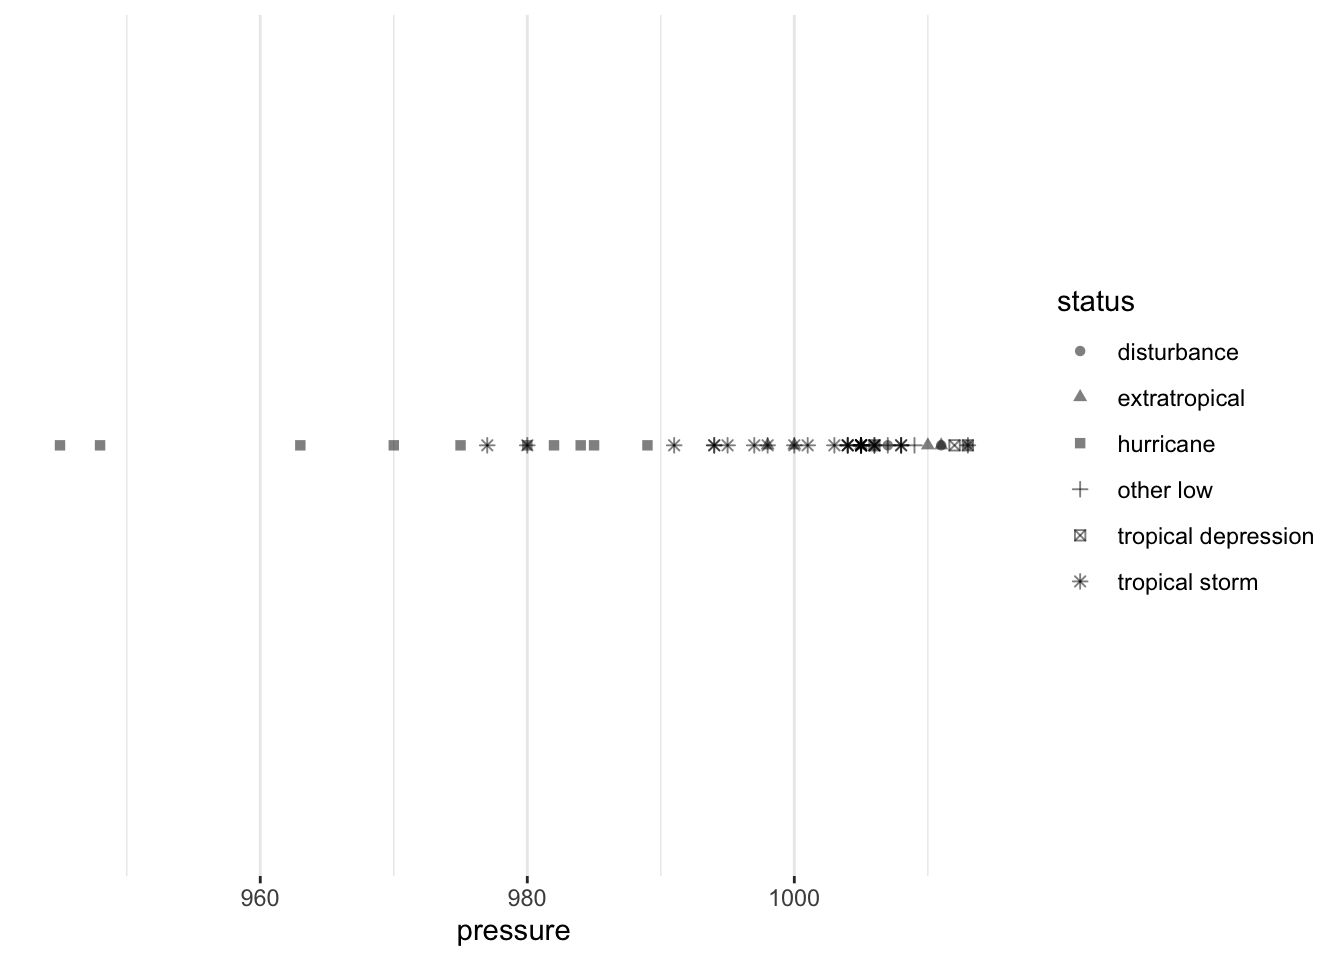 960
980
1000
pressure
status
disturbance
extratropical
hurricane
other low
tropical depression
tropical storm